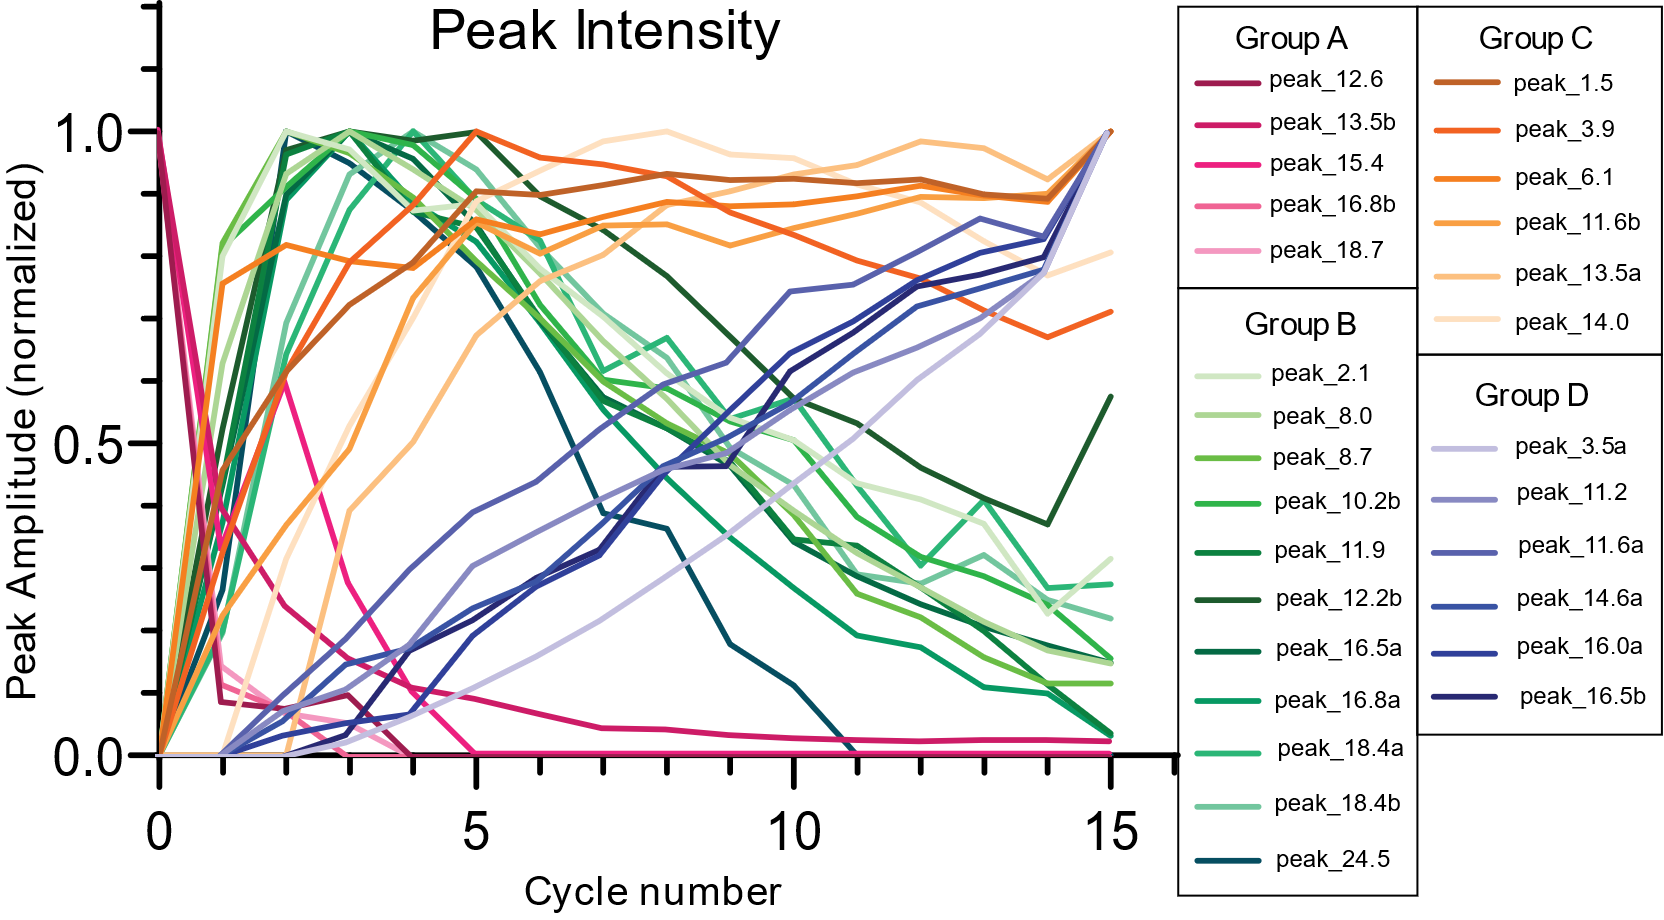 Peak Intensity
Peak Amplitude (normalized)
1.0
0.5
0.0
0 5 10 15
Cycle number
Group A
peak_12.6
peak_13.5b
peak_15.4
peak_16.8b
peak_18.7
Group B
peak_2.1
peak_8.0
peak_8.7
peak_10.2b
peak_11.9
peak_12.2b
peak_16.5a
peak_16.8a
peak_18.4a
peak_18.4b
peak_24.5
Group C
peak_1.5
peak_3.9
peak_6.1
peak_11.6b
peak_13.5a
peak_14.0
Group D
peak_3.5a
peak_11.2
peak_11.6a
peak_14.6a
peak_16.0a
peak_16.5b